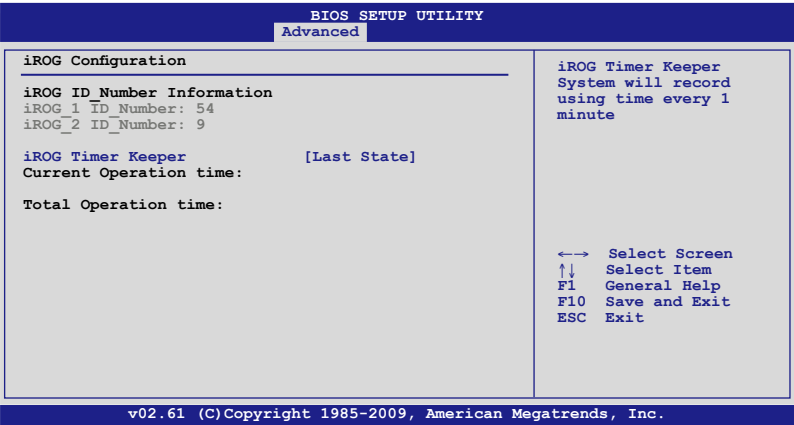 BIOS SETUP UTILITY
Advanced
iROG Configuration
iROG ID_Number Information
iROG_1 ID_Number: 54
iROG_2 ID_Number: 9
iROG Timer Keeper [Last State]
Current Operation time:
Total Operation time:
iROG Timer Keeper
System will record
using time every 1
minute
←→ Select Screen
↑↓ Select Item
F1 General Help
F10 Save and Exit
ESC Exit
v02.61 (C)Copyright 1985-2009, American Megatrends, Inc.